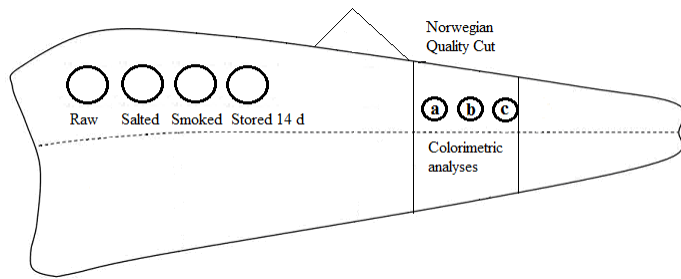 Norwegian
Quality Cut
Raw Salted Smoked Stored 14 d
a b c
Colorimetric
analyses